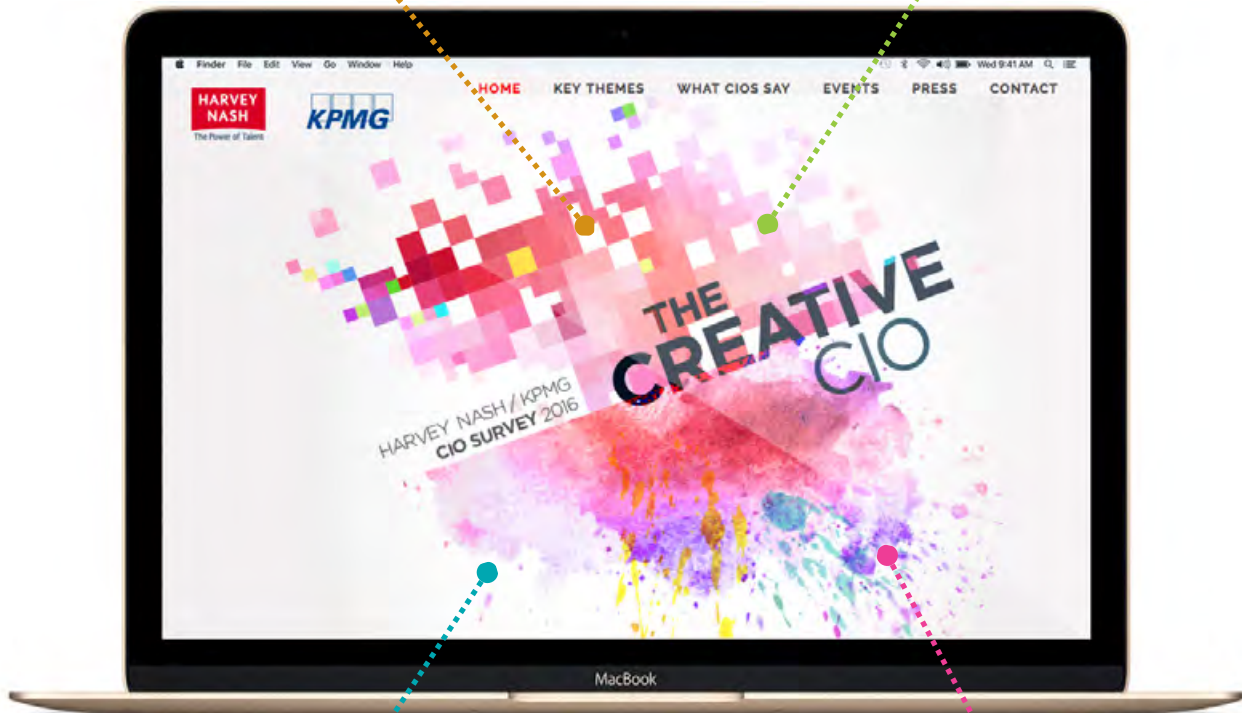 Finder File Edit View Go Window Help Wed 9:41 AM
HARVEY
NASH
The Power of Talent
KPMG
HOME KEY THEMES WHAT CIOS SAY EVENTS PRESS CONTACT
THE
CREATIVE
CIO
HARVEY NASH / KPMG
CIO SURVEY 2016
MacBook